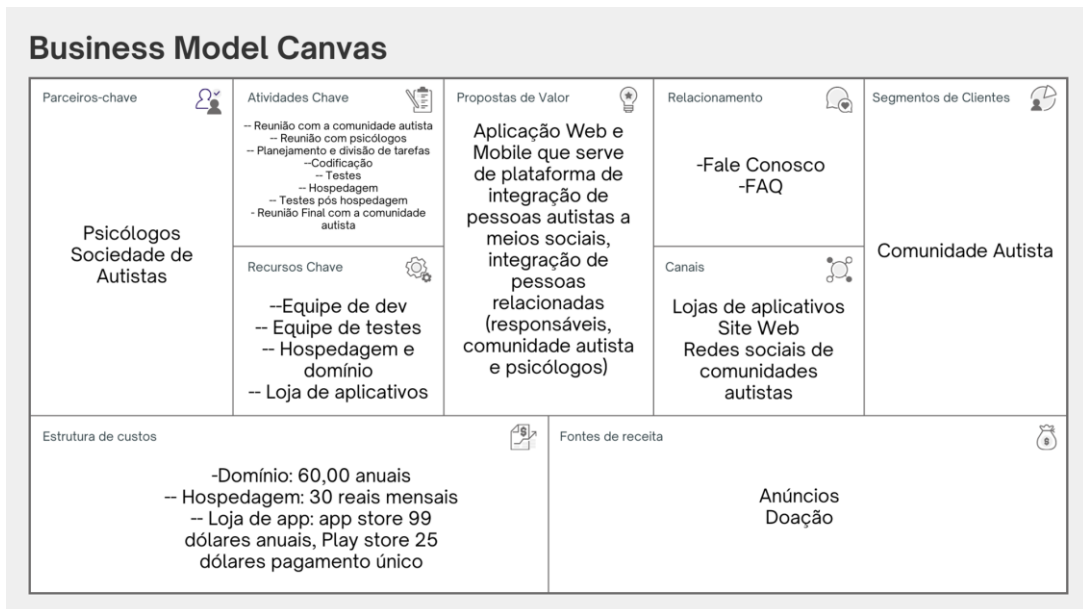 Business Model Canvas
Parceiros-chave
Psicólogos
Sociedade de
Autistas
Atividades Chave
-- Reunião com a comunidade autista
-- Reunião com psicólogos
-- Planejamento e divisão de tarefas
--Codificação
-- Testes
-- Hospedagem
-- Testes pós hospedagem
- Reunião Final com a comunidade
autista
Recursos Chave
--Equipe de dev
-- Equipe de testes
-- Hospedagem e
domínio
-- Loja de aplicativos
Propostas de Valor
Aplicação Web e
Mobile que serve
de plataforma de
integração de
pessoas autistas a
meios sociais,
integração de
pessoas
relacionadas
(responsáveis,
comunidade autista
e psicólogos)
Relacionamento
-Fale Conosco
-FAQ
Canais
Lojas de aplicativos
Site Web
Redes sociais de
comunidades
autistas
Segmentos de Clientes
Comunidade Autista
Estrutura de custos
-Domínio: 60,00 anuais
-- Hospedagem: 30 reais mensais
-- Loja de app: app store 99
dólares anuais, Play store 25
dólares pagamento único
Fontes de receita
Anúncios
Doação